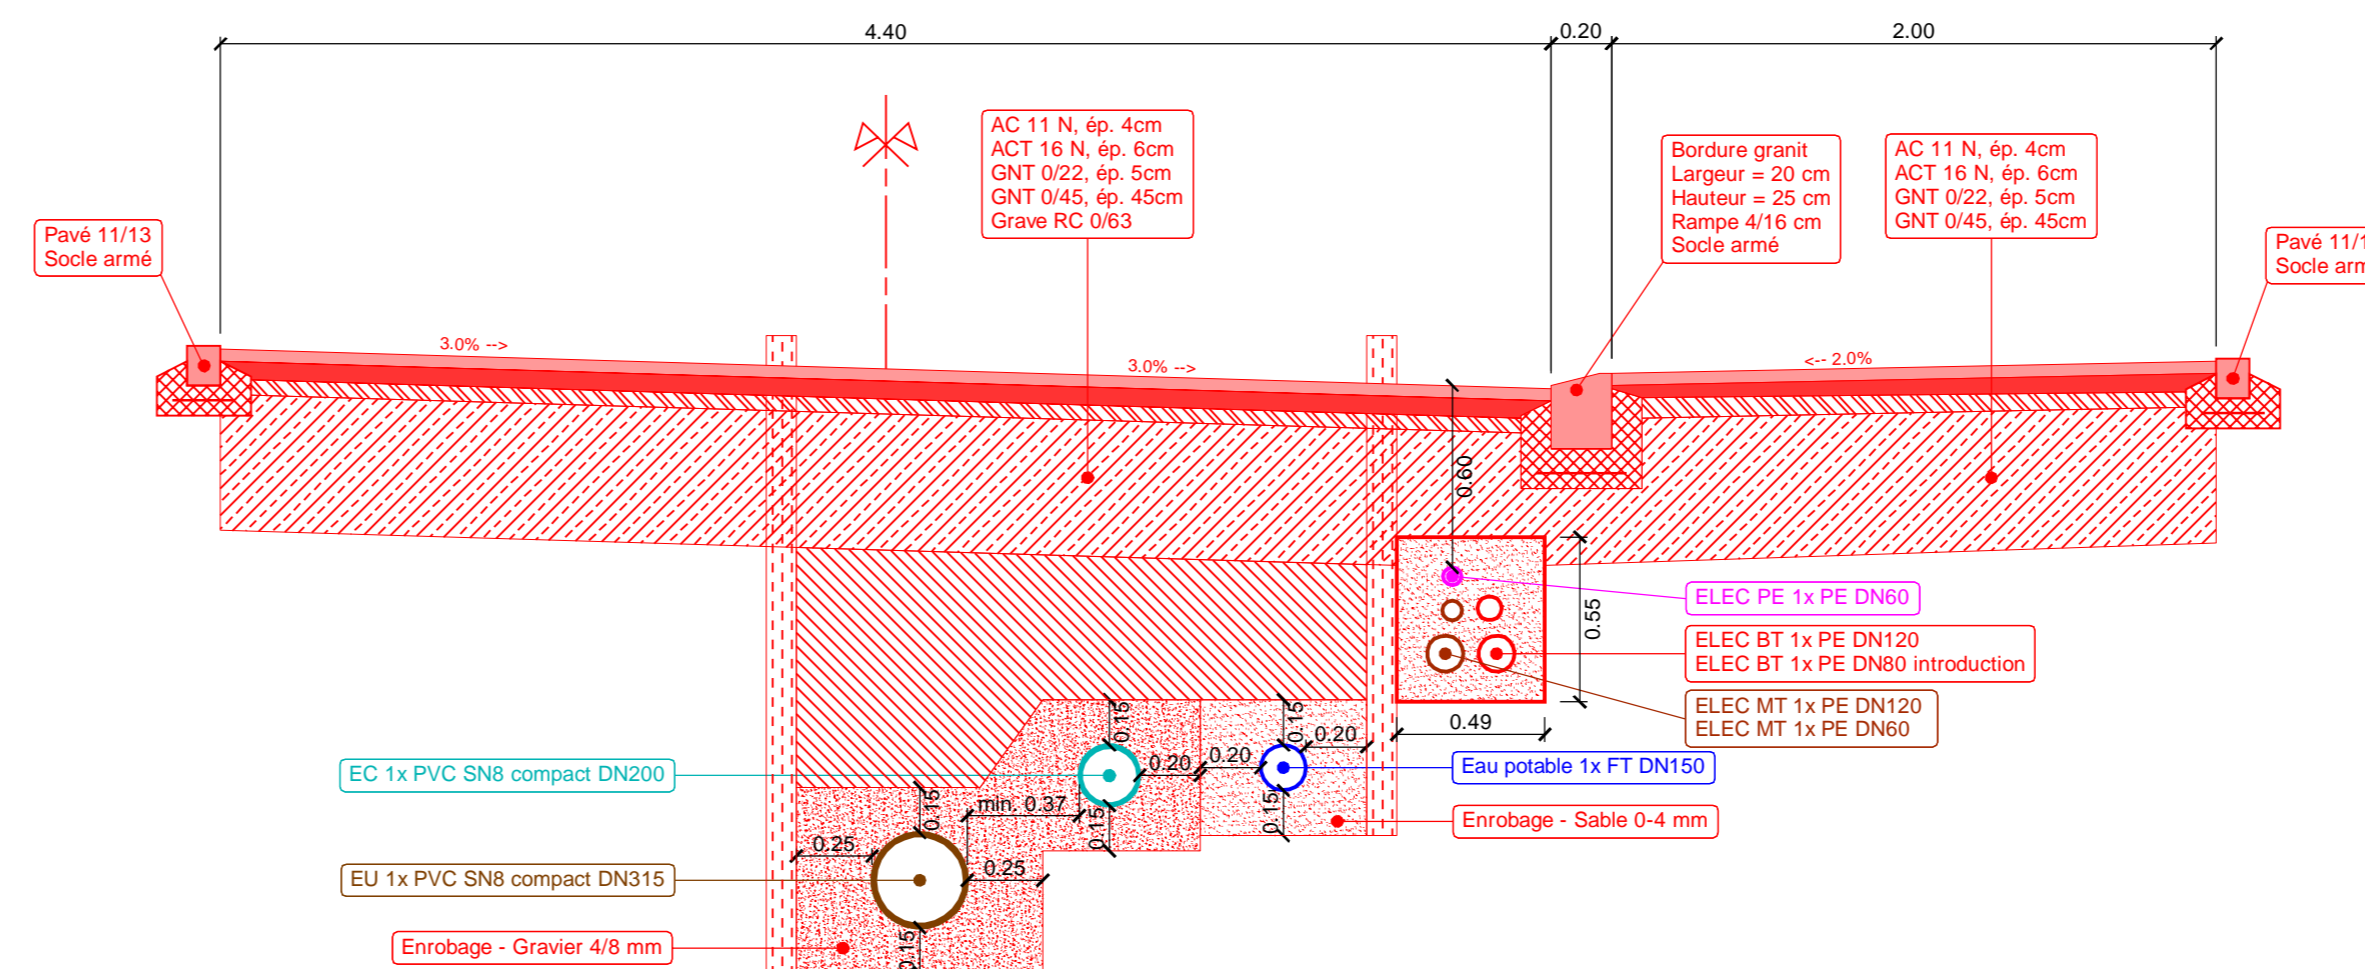 4.40
0.20
2.00
AC 11 N, ép. 4cm
ACT 16 N, ép. 6cm
GNT 0/22, ép. 5cm
GNT 0/45, ép. 45cm
Grave RC 0/63
Bordure granit
Largeur = 20 cm
Hauteur = 25 cm
Rampe 4/16 cm
Socle armé
AC 11 N, ép. 4cm
ACT 16 N, ép. 6cm
GNT 0/22, ép. 5cm
GNT 0/45, ép. 45cm
Pavé 11/13
Socle armé
Pavé 11/1
Socle arm
3.0% -->
3.0% -->
<-- 2.0%
0.60
0.55
ELEC PE 1x PE DN60
ELEC BT 1x PE DN120
ELEC BT 1x PE DN80 introduction
ELEC MT 1x PE DN120
ELEC MT 1x PE DN60
0.49
0.15
0.15
0.20
0.20
0.20
EC 1x PVC SN8 compact DN200
Eau potable 1x FT DN150
0.15
min. 0.37
0.15
0.15
Enrobage - Sable 0-4 mm
0.25
0.25
EU 1x PVC SN8 compact DN315
Enrobage - Gravier 4/8 mm
0.15